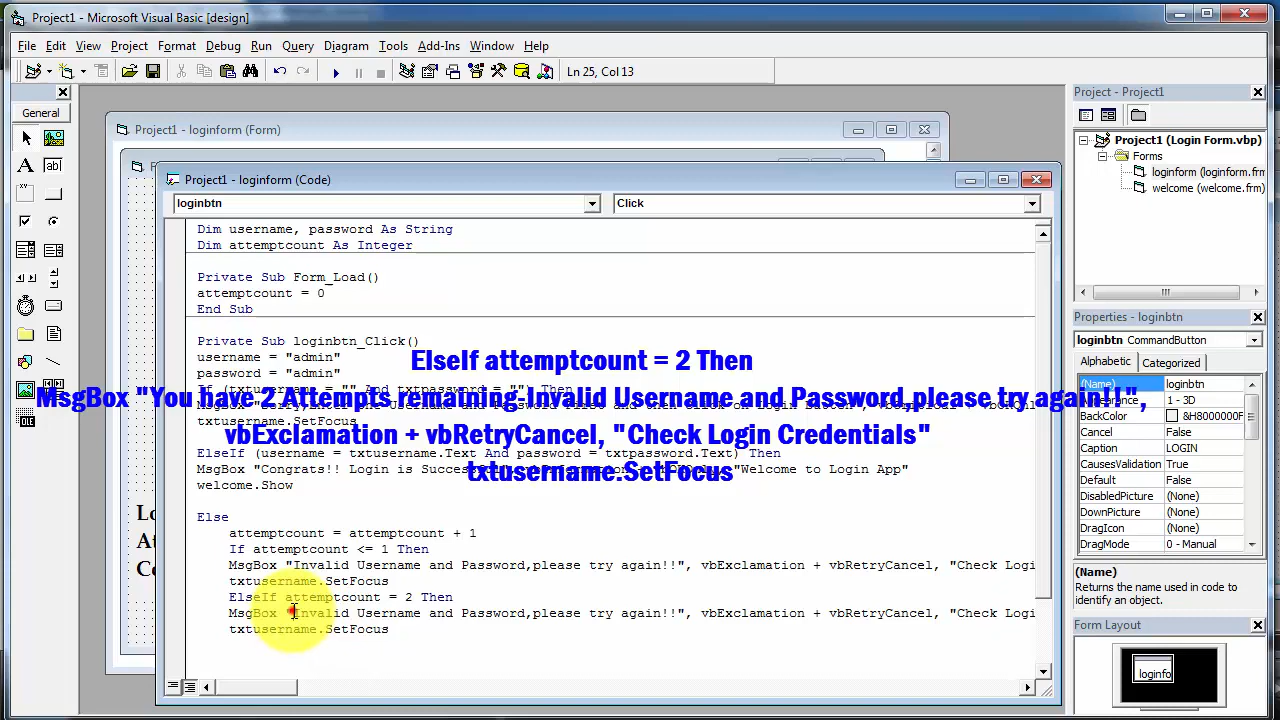 Project1 - Microsoft Visual Basic [design]
File Edit View Project Format Debug Run Query Diagram Tools Add-Ins Window Help
Ln 25, Col 13
General
Project1 - loginform (Form)
Project1 - loginform (Code)
loginbtn Click
Dim username, password As String
Dim attemptcount As Integer
Private Sub Form_Load()
attemptcount = 0
End Sub
Private Sub loginbtn_Click()
username = "admin"
password = "admin"
If (txtusername = "" And txtpassword = "") Then
txtusername.SetFocus
ElseIf (username = txtusername.Text And password = txtpassword.Text) Then
MsgBox "Congrats!! Login is Successful "Welcome to Login App"
welcome.Show
Else
attemptcount = attemptcount + 1
If attemptcount <= 1 Then
MsgBox "Invalid Username and Password,please try again!!", vbExclamation + vbRetryCancel, "Check Logi
txtusername.SetFocus
ElseIf attemptcount = 2 Then
MsgBox "Invalid Username and Password,please try again!!", vbExclamation + vbRetryCancel, "Check Logi
txtusername.SetFocus
ElseIf attemptcount = 2 Then
MsgBox "You have 2 Attempts remaining-Invalid Username and Password,please try again!!",
vbExclamation + vbRetryCancel, "Check Login Credentials"
txtusername.SetFocus
Lo
At
Co
Project - Project1
Project1 (Login Form.vbp)
Forms
loginform (loginform.frm
welcome (welcome.frm)
Properties - loginbtn
loginbtn CommandButton
Alphabetic Categorized
(Name) loginbtn
Appearance 1 - 3D
BackColor &H8000000F
Cancel False
Caption LOGIN
CausesValidation True
Default False
DisabledPicture (None)
DownPicture (None)
DragIcon (None)
DragMode 0 - Manual
(Name)
Returns the name used in code to
identify an object.
Form Layout
loginfo